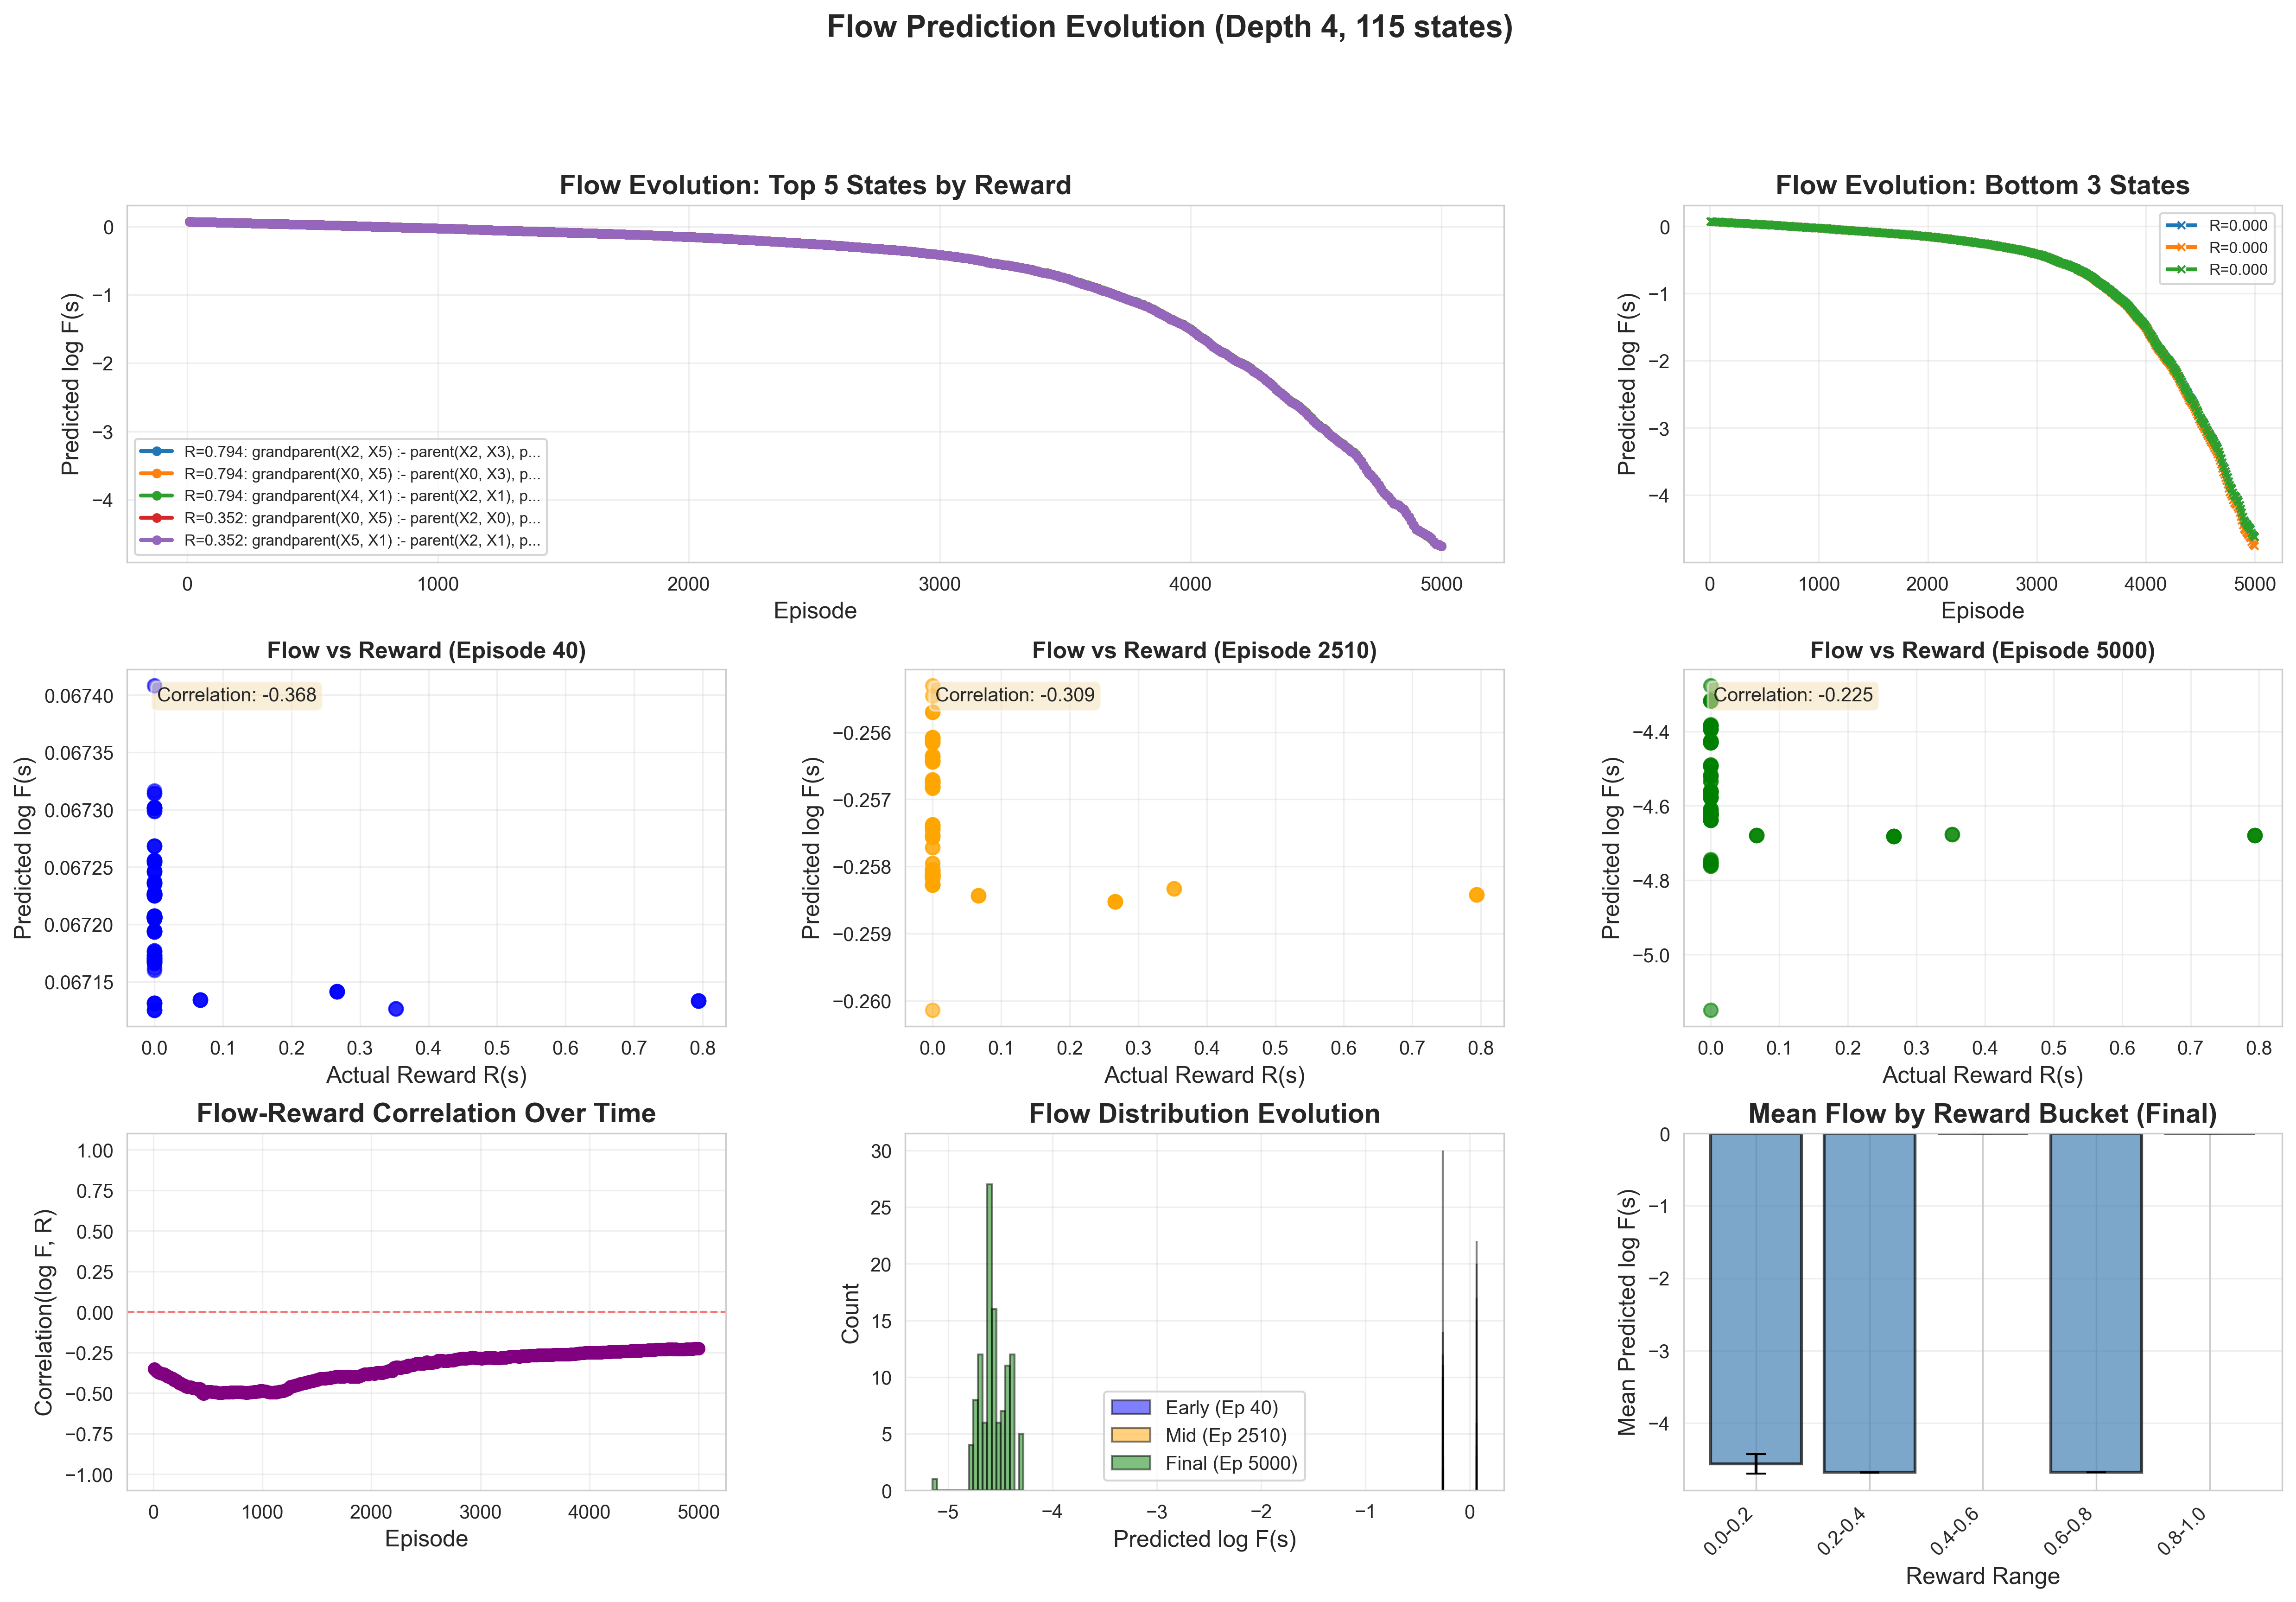 Flow Prediction Evolution (Depth 4, 115 states)
Flow Evolution: Top 5 States by Reward
Predicted log F(s)
0
−1
−2
−3
−4
R=0.794: grandparent(X2, X5) :- parent(X2, X3), p...
R=0.794: grandparent(X0, X5) :- parent(X0, X3), p...
R=0.794: grandparent(X4, X1) :- parent(X2, X1), p...
R=0.352: grandparent(X0, X5) :- parent(X2, X0), p...
R=0.352: grandparent(X5, X1) :- parent(X2, X1), p...
0 1000 2000 3000 4000 5000
Episode
Flow Evolution: Bottom 3 States
Predicted log F(s)
0
−1
−2
−3
−4
R=0.000
R=0.000
R=0.000
0 1000 2000 3000 4000 5000
Episode
Flow vs Reward (Episode 40)
Predicted log F(s)
0.06740
0.06735
0.06730
0.06725
0.06720
0.06715
Correlation: -0.368
0.0 0.1 0.2 0.3 0.4 0.5 0.6 0.7 0.8
Actual Reward R(s)
Flow vs Reward (Episode 2510)
Predicted log F(s)
−0.256
−0.257
−0.258
−0.259
−0.260
Correlation: -0.309
0.0 0.1 0.2 0.3 0.4 0.5 0.6 0.7 0.8
Actual Reward R(s)
Flow vs Reward (Episode 5000)
Predicted log F(s)
−4.4
−4.6
−4.8
−5.0
Correlation: -0.225
0.0 0.1 0.2 0.3 0.4 0.5 0.6 0.7 0.8
Actual Reward R(s)
Flow-Reward Correlation Over Time
Correlation(log F, R)
1.00
0.75
0.50
0.25
0.00
−0.25
−0.50
−0.75
−1.00
0 1000 2000 3000 4000 5000
Episode
Flow Distribution Evolution
Count
30
25
20
15
10
5
0
Early (Ep 40)
Mid (Ep 2510)
Final (Ep 5000)
−5 −4 −3 −2 −1 0
Predicted log F(s)
Mean Flow by Reward Bucket (Final)
Mean Predicted log F(s)
0
−1
−2
−3
−4
0.0-0.2 0.2-0.4 0.4-0.6 0.6-0.8 0.8-1.0
Reward Range